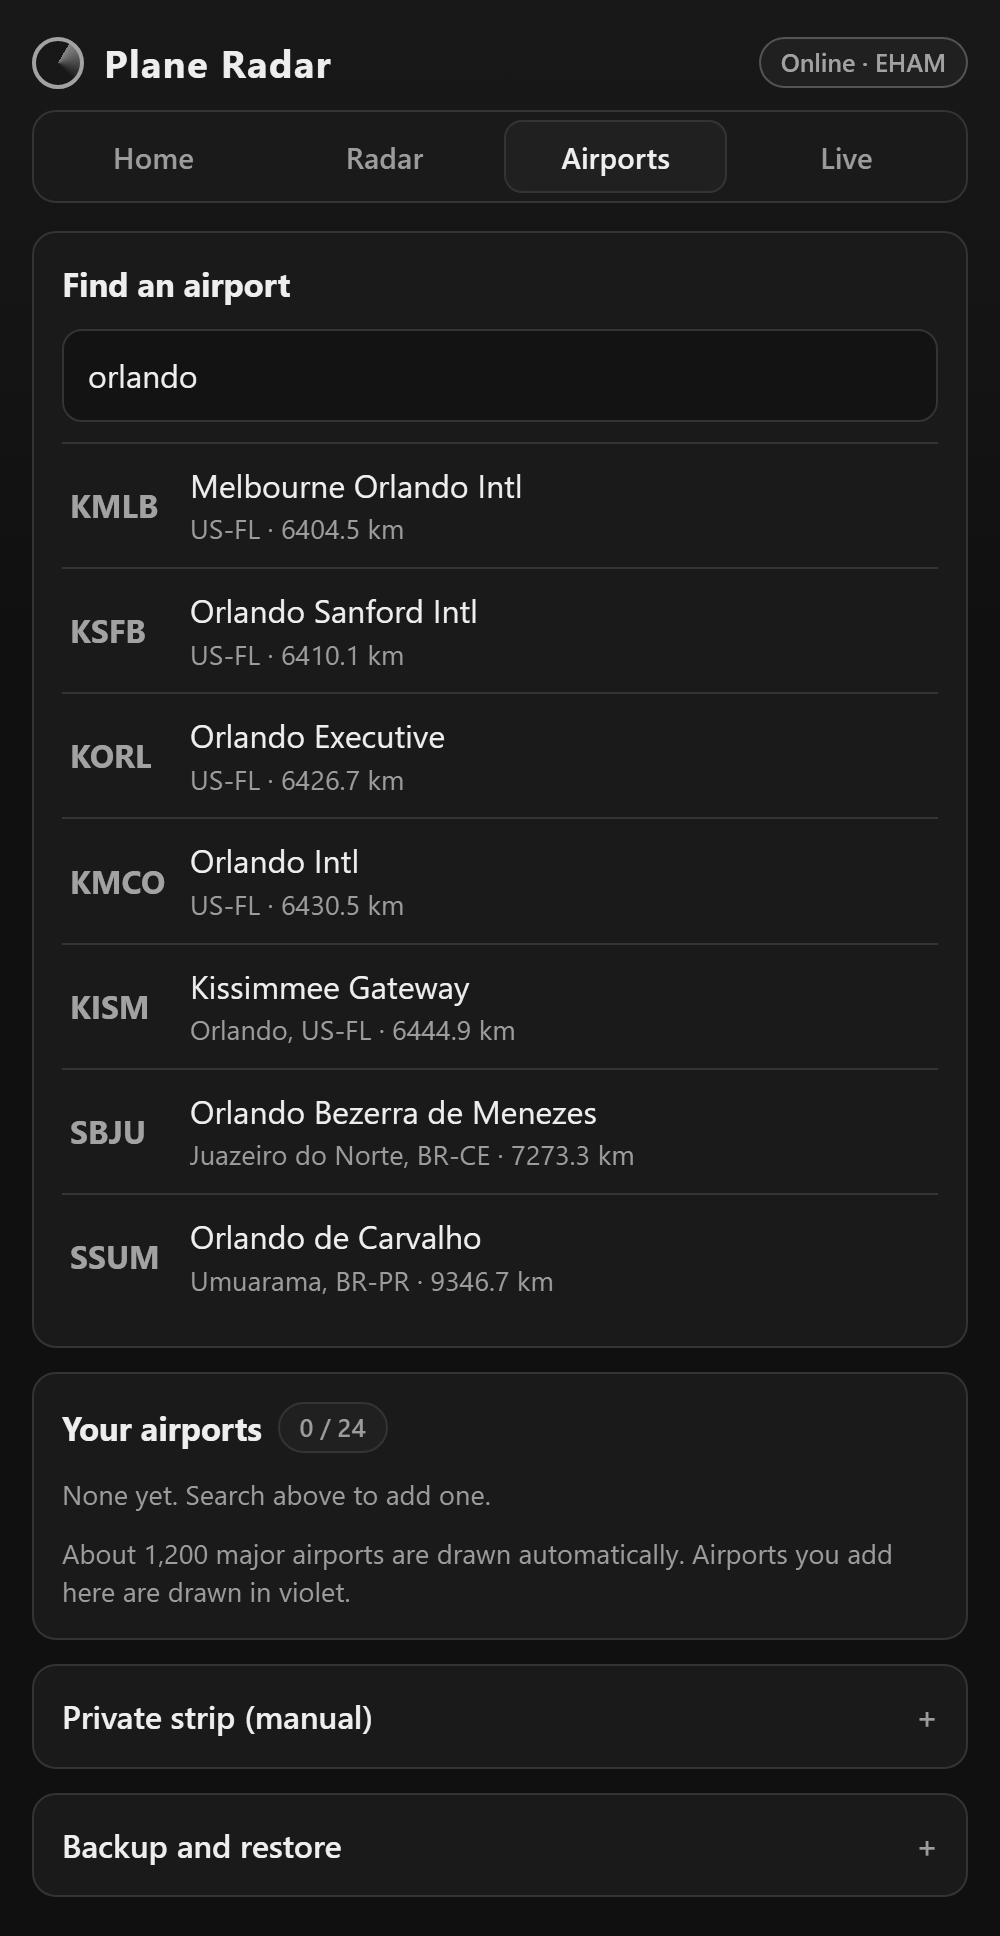 Plane Radar
Online · EHAM
Home
Radar
Airports
Live
Find an airport
orlando
KMLB
Melbourne Orlando Intl
US-FL · 6404.5 km
KSFB
Orlando Sanford Intl
US-FL · 6410.1 km
KORL
Orlando Executive
US-FL · 6426.7 km
KMCO
Orlando Intl
US-FL · 6430.5 km
KISM
Kissimmee Gateway
Orlando, US-FL · 6444.9 km
SBJU
Orlando Bezerra de Menezes
Juazeiro do Norte, BR-CE · 7273.3 km
SSUM
Orlando de Carvalho
Umuarama, BR-PR · 9346.7 km
Your airports
0 / 24
None yet. Search above to add one.
About 1,200 major airports are drawn automatically. Airports you add
here are drawn in violet.
Private strip (manual)
+
Backup and restore
+